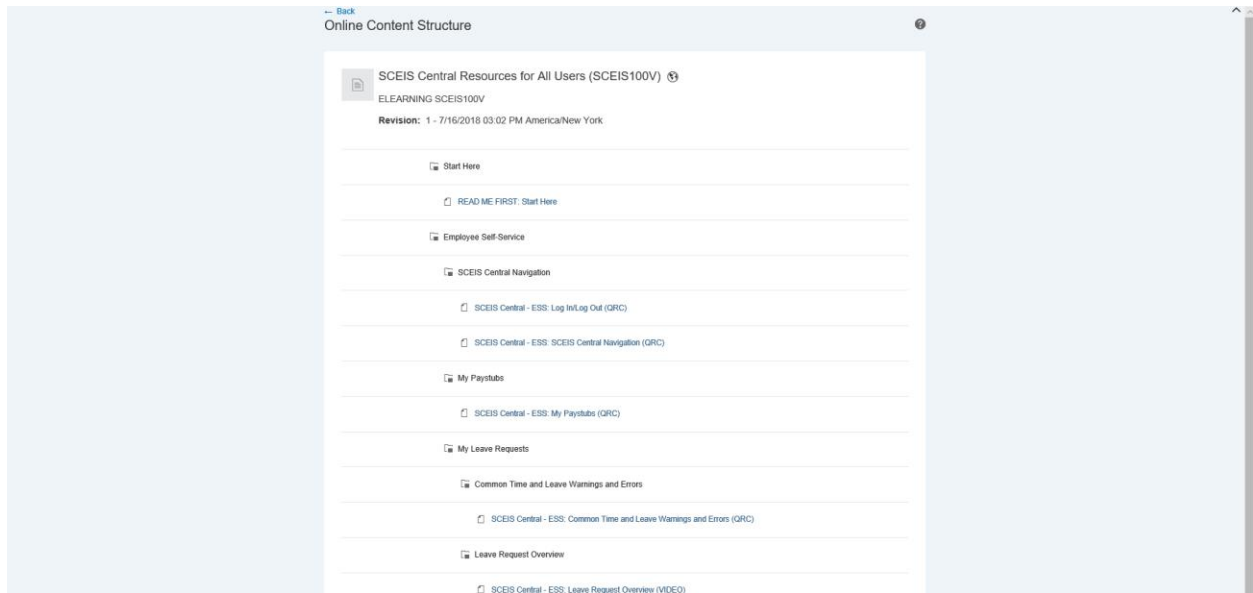 ← Back
Online Content Structure
SCEIS Central Resources for All Users (SCEIS100V)
ELEARNING SCEIS100V
Revision: 1 - 7/16/2018 03:02 PM America/New York
Start Here
READ ME FIRST: Start Here
Employee Self-Service
SCEIS Central Navigation
SCEIS Central - ESS: Log In/Log Out (QRC)
SCEIS Central - ESS: SCEIS Central Navigation (QRC)
My Paystubs
SCEIS Central - ESS: My Paystubs (QRC)
My Leave Requests
Common Time and Leave Warnings and Errors
SCEIS Central - ESS: Common Time and Leave Warnings and Errors (QRC)
Leave Request Overview
SCEIS Central - ESS: Leave Request Overview (VIDEO)